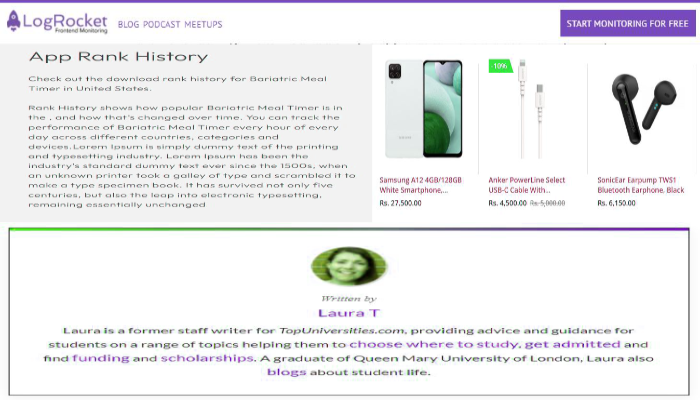 LogRocket
Frontend Monitoring
BLOG PODCAST MEETUPS
START MONITORING FOR FREE
App Rank History
Check out the download rank history for Bariatric Meal
Timer in United States.
Rank History shows how popular Bariatric Meal Timer is in
the , and how that's changed over time. You can track the
performance of Bariatric Meal Timer every hour of every
day across different countries, categories and
devices.Lorem Ipsum is simply dummy text of the printing
and typesetting industry. Lorem Ipsum has been the
industry's standard dummy text ever since the 1500s, when
an unknown printer took a galley of type and scrambled it to
make a type specimen book. It has survived not only five
centuries, but also the leap into electronic typesetting,
remaining essentially unchanged
Samsung A12 4GB/128GB
White Smartphone,...
Rs. 27,500.00
-10%
Anker PowerLine Select
USB-C Cable With...
Rs. 4,500.00 Rs. 5,000.00
SonicEar Earpump TWS1
Bluetooth Earphone, Black
Rs. 6,150.00
Written by
Laura T
Laura is a former staff writer for TopUniversities.com, providing advice and guidance for
students on a range of topics helping them to choose where to study, get admitted and
find funding and scholarships. A graduate of Queen Mary University of London, Laura also
blogs about student life.